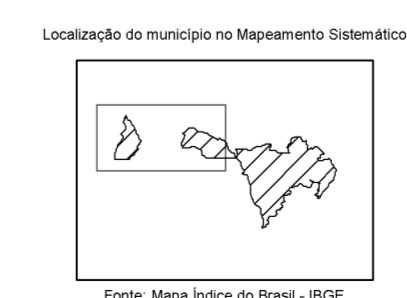 Localização do município no Mapeamento Sistemático
Fonte: Mapa Índice do Brasil - IBGE